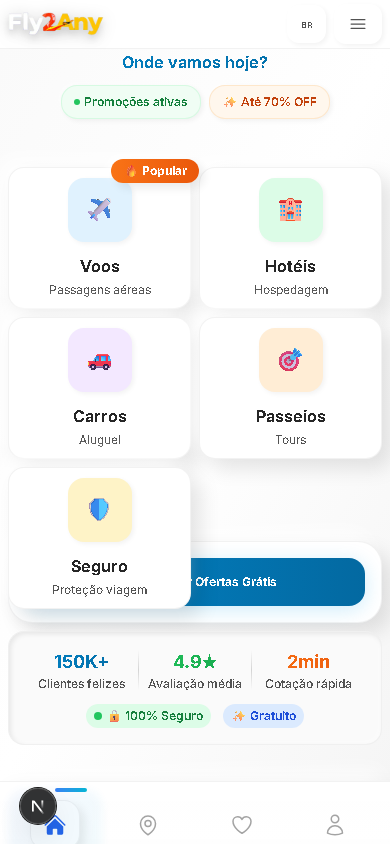 Fly2Any
BR
Onde vamos hoje?
Promoções ativas
Até 70% OFF
Popular
Voos
Passagens aéreas
Hotéis
Hospedagem
Carros
Aluguel
Passeios
Tours
Seguro
Proteção viagem
Ofertas Grátis
150K+
Clientes felizes
4.9★
Avaliação média
2min
Cotação rápida
100% Seguro
Gratuito
N